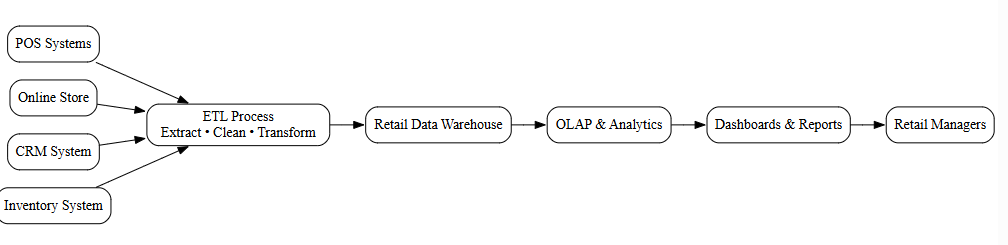 POS Systems
Online Store
CRM System
Inventory System
ETL Process
Extract • Clean • Transform
Retail Data Warehouse
OLAP & Analytics
Dashboards & Reports
Retail Managers